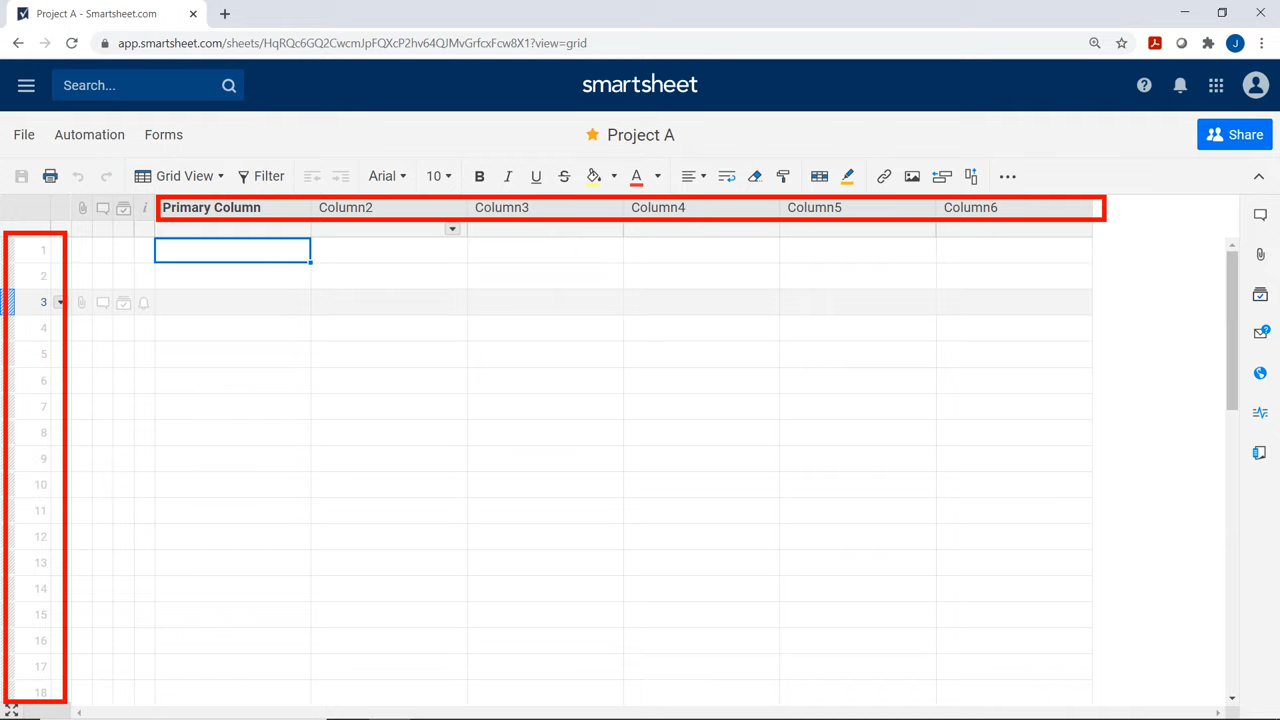 Project A - Smartsheet.com
app.smartsheet.com/sheets/HqRQc6GQ2CwcmJpFQXcP2hv64QJMvGrfcxFcw8X1?view=grid
J
Search...
smartsheet
File Automation Forms
Project A
Share
Grid View Filter Arial 10 B I U S A
i Primary Column Column2 Column3 Column4 Column5 Column6
1
2
3
4
5
6
7
8
9
10
11
12
13
14
15
16
17
18